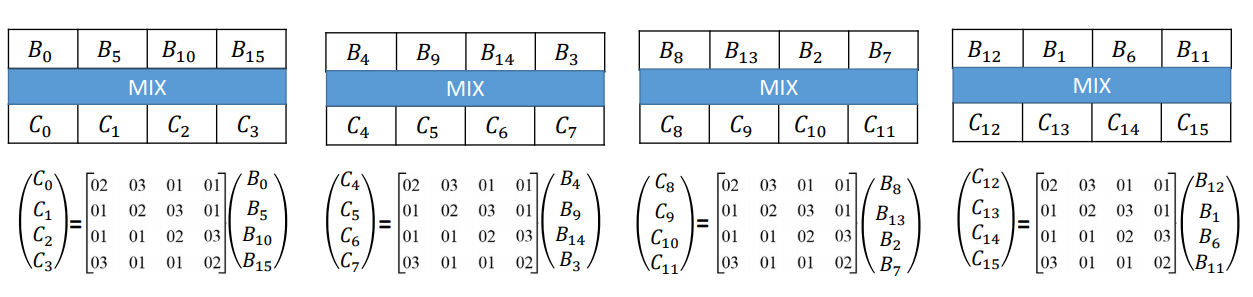 B₀ B₅ B₁₀ B₁₅
MIX
C₀ C₁ C₂ C₃
(C₀ C₁ C₂ C₃) = [02 03 01 01
01 02 03 01
01 01 02 03
03 01 01 02] (B₀ B₅ B₁₀ B₁₅)
B₄ B₉ B₁₄ B₃
MIX
C₄ C₅ C₆ C₇
(C₄ C₅ C₆ C₇) = [02 03 01 01
01 02 03 01
01 01 02 03
03 01 01 02] (B₄ B₉ B₁₄ B₃)
B₈ B₁₃ B₂ B₇
MIX
C₈ C₉ C₁₀ C₁₁
(C₈ C₉ C₁₀ C₁₁) = [02 03 01 01
01 02 03 01
01 01 02 03
03 01 01 02] (B₈ B₁₃ B₂ B₇)
B₁₂ B₁ B₆ B₁₁
MIX
C₁₂ C₁₃ C₁₄ C₁₅
(C₁₂ C₁₃ C₁₄ C₁₅) = [02 03 01 01
01 02 03 01
01 01 02 03
03 01 01 02] (B₁₂ B₁ B₆ B₁₁)